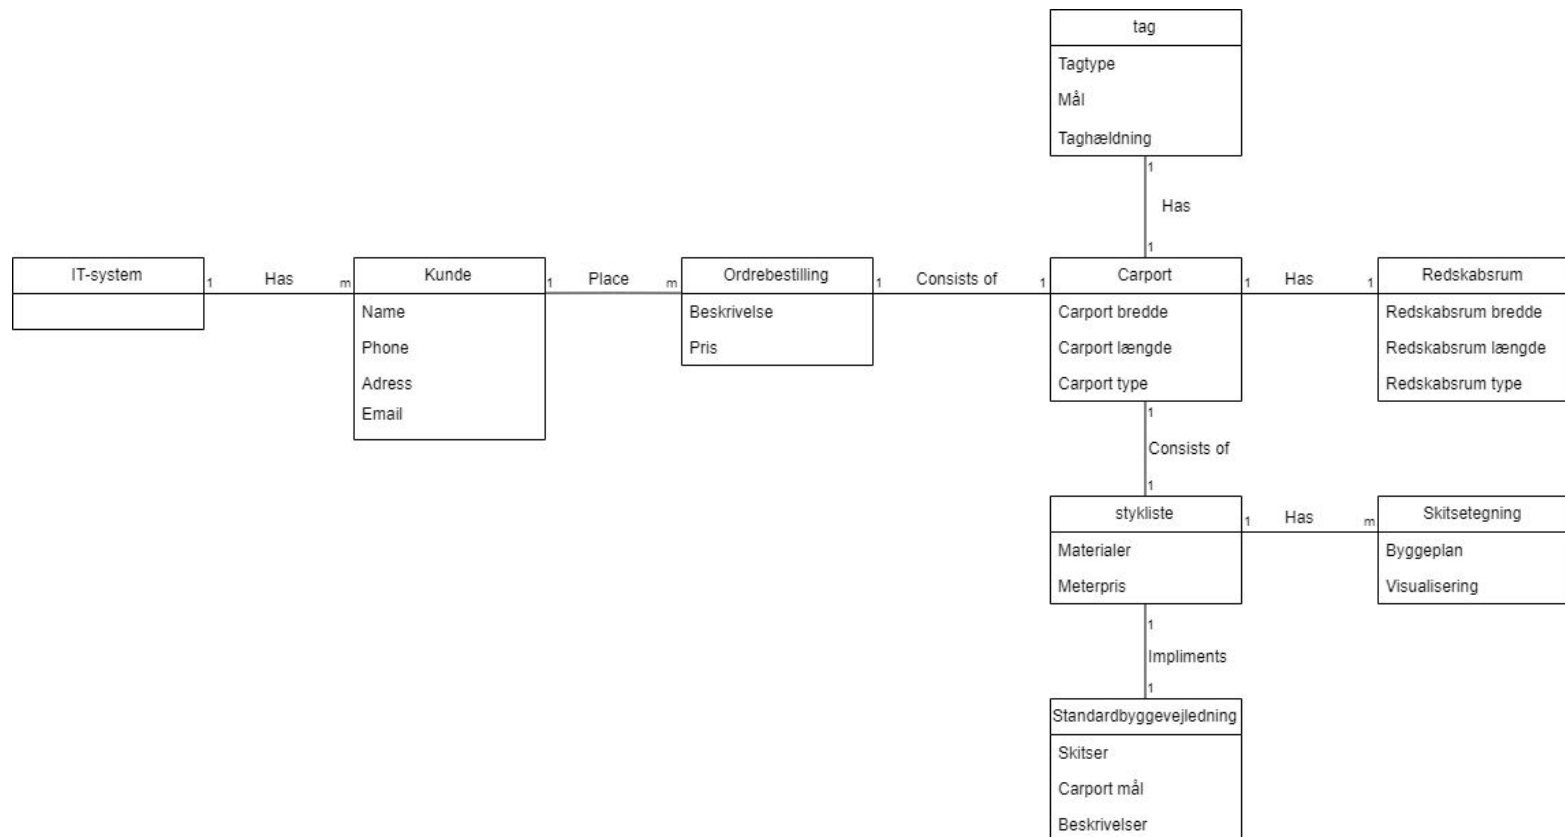 tag
Tagtype
Mål
Taghældning
1
Has
1
IT-system
1
Has
m
Kunde
Name
Phone
Adress
Email
1
Place
m
Ordrebestilling
Beskrivelse
Pris
1
Consists of
1
Carport
Carport bredde
Carport længde
Carport type
1
Has
1
Redskabsrum
Redskabsrum bredde
Redskabsrum længde
Redskabsrum type
1
Consists of
1
stykliste
Materialer
Meterpris
1
Has
m
Skitsetegning
Byggeplan
Visualisering
1
Impliments
1
Standardbyggevejledning
Skitser
Carport mål
Beskrivelser